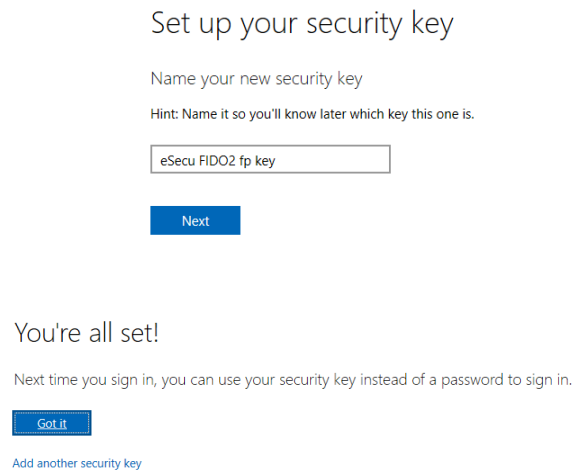 Set up your security key
Name your new security key
Hint: Name it so you'll know later which key this one is.
eSecu FIDO2 fp key
Next
You're all set!
Next time you sign in, you can use your security key instead of a password to sign in.
Got it
Add another security key